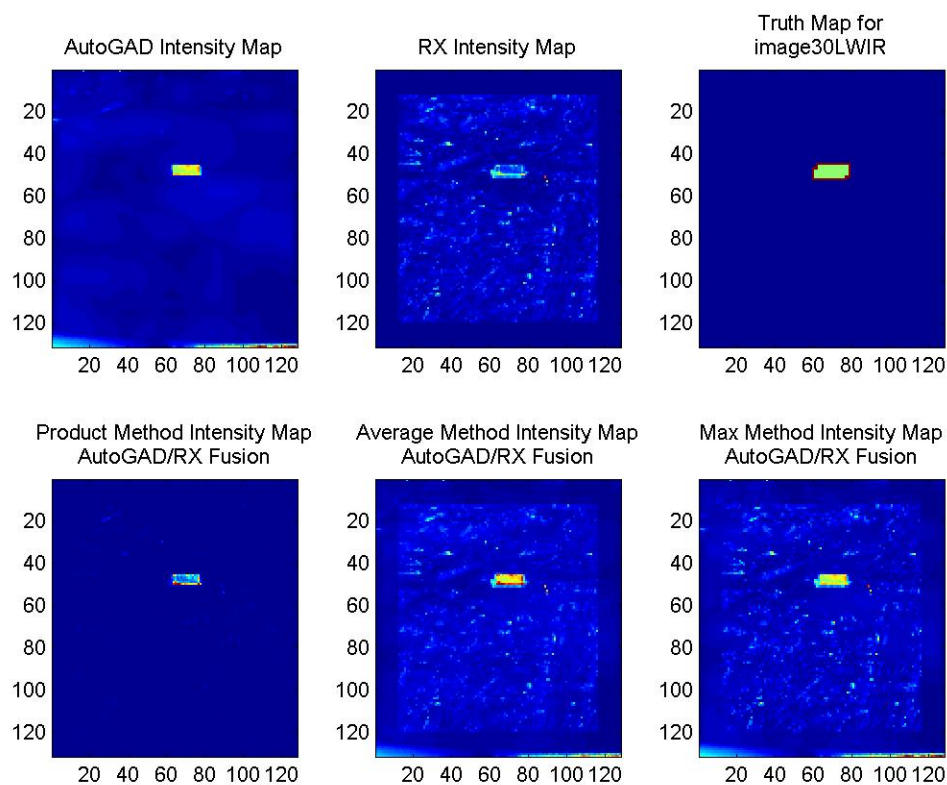 AutoGAD Intensity Map
RX Intensity Map
Truth Map for
image30LWIR
20
40
60
80
100
120
20 40 60 80 100 120
20
40
60
80
100
120
20 40 60 80 100 120
20
40
60
80
100
120
20 40 60 80 100 120
Product Method Intensity Map
AutoGAD/RX Fusion
Average Method Intensity Map
AutoGAD/RX Fusion
Max Method Intensity Map
AutoGAD/RX Fusion
20
40
60
80
100
120
20 40 60 80 100 120
20
40
60
80
100
120
20 40 60 80 100 120
20
40
60
80
100
120
20 40 60 80 100 120